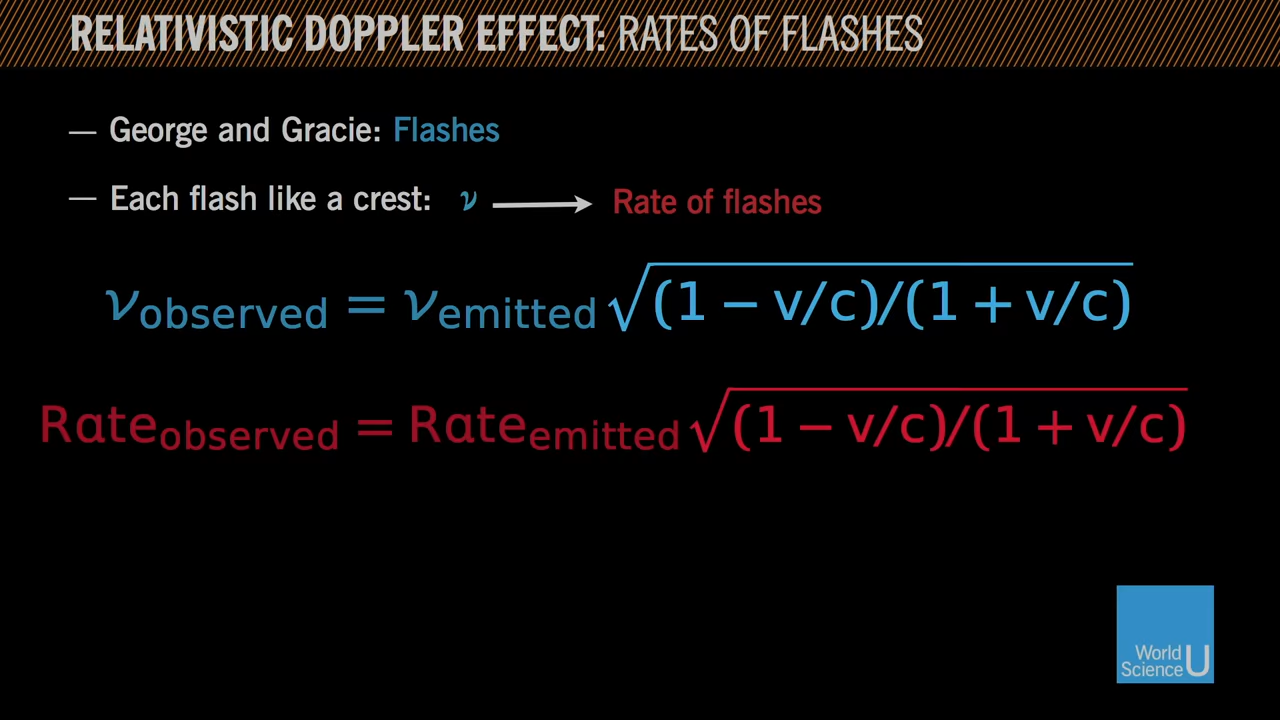 RELATIVISTIC DOPPLER EFFECT: RATES OF FLASHES
— George and Gracie: Flashes
— Each flash like a crest: ν ⟶ Rate of flashes
νobserved = νemitted √(1 − v/c)/(1 + v/c)
Rateobserved = Rateemitted √(1 − v/c)/(1 + v/c)
World
Science U